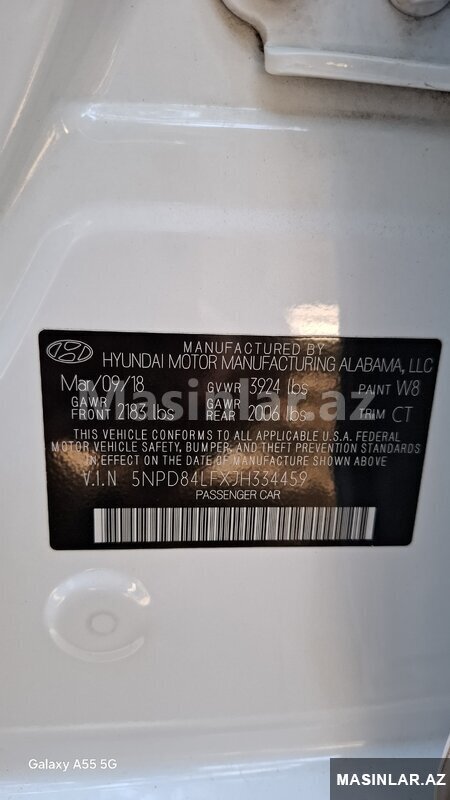 MANUFACTURED BY
HYUNDAI MOTOR MANUFACTURING ALABAMA, LLC
Mar/09/18 GVWR 3924 lbs PAINT W8
GAWR FRONT 2183 lbs GAWR REAR 2006 lbs TRIM CT
THIS VEHICLE CONFORMS TO ALL APPLICABLE U.S.A. FEDERAL
MOTOR VEHICLE SAFETY, BUMPER, AND THEFT PREVENTION STANDARDS
IN EFFECT ON THE DATE OF MANUFACTURE SHOWN ABOVE
V.I.N 5NPD84LFXJH334459
PASSENGER CAR
Masinlar.az
Galaxy A55 5G
MASINLAR.AZ